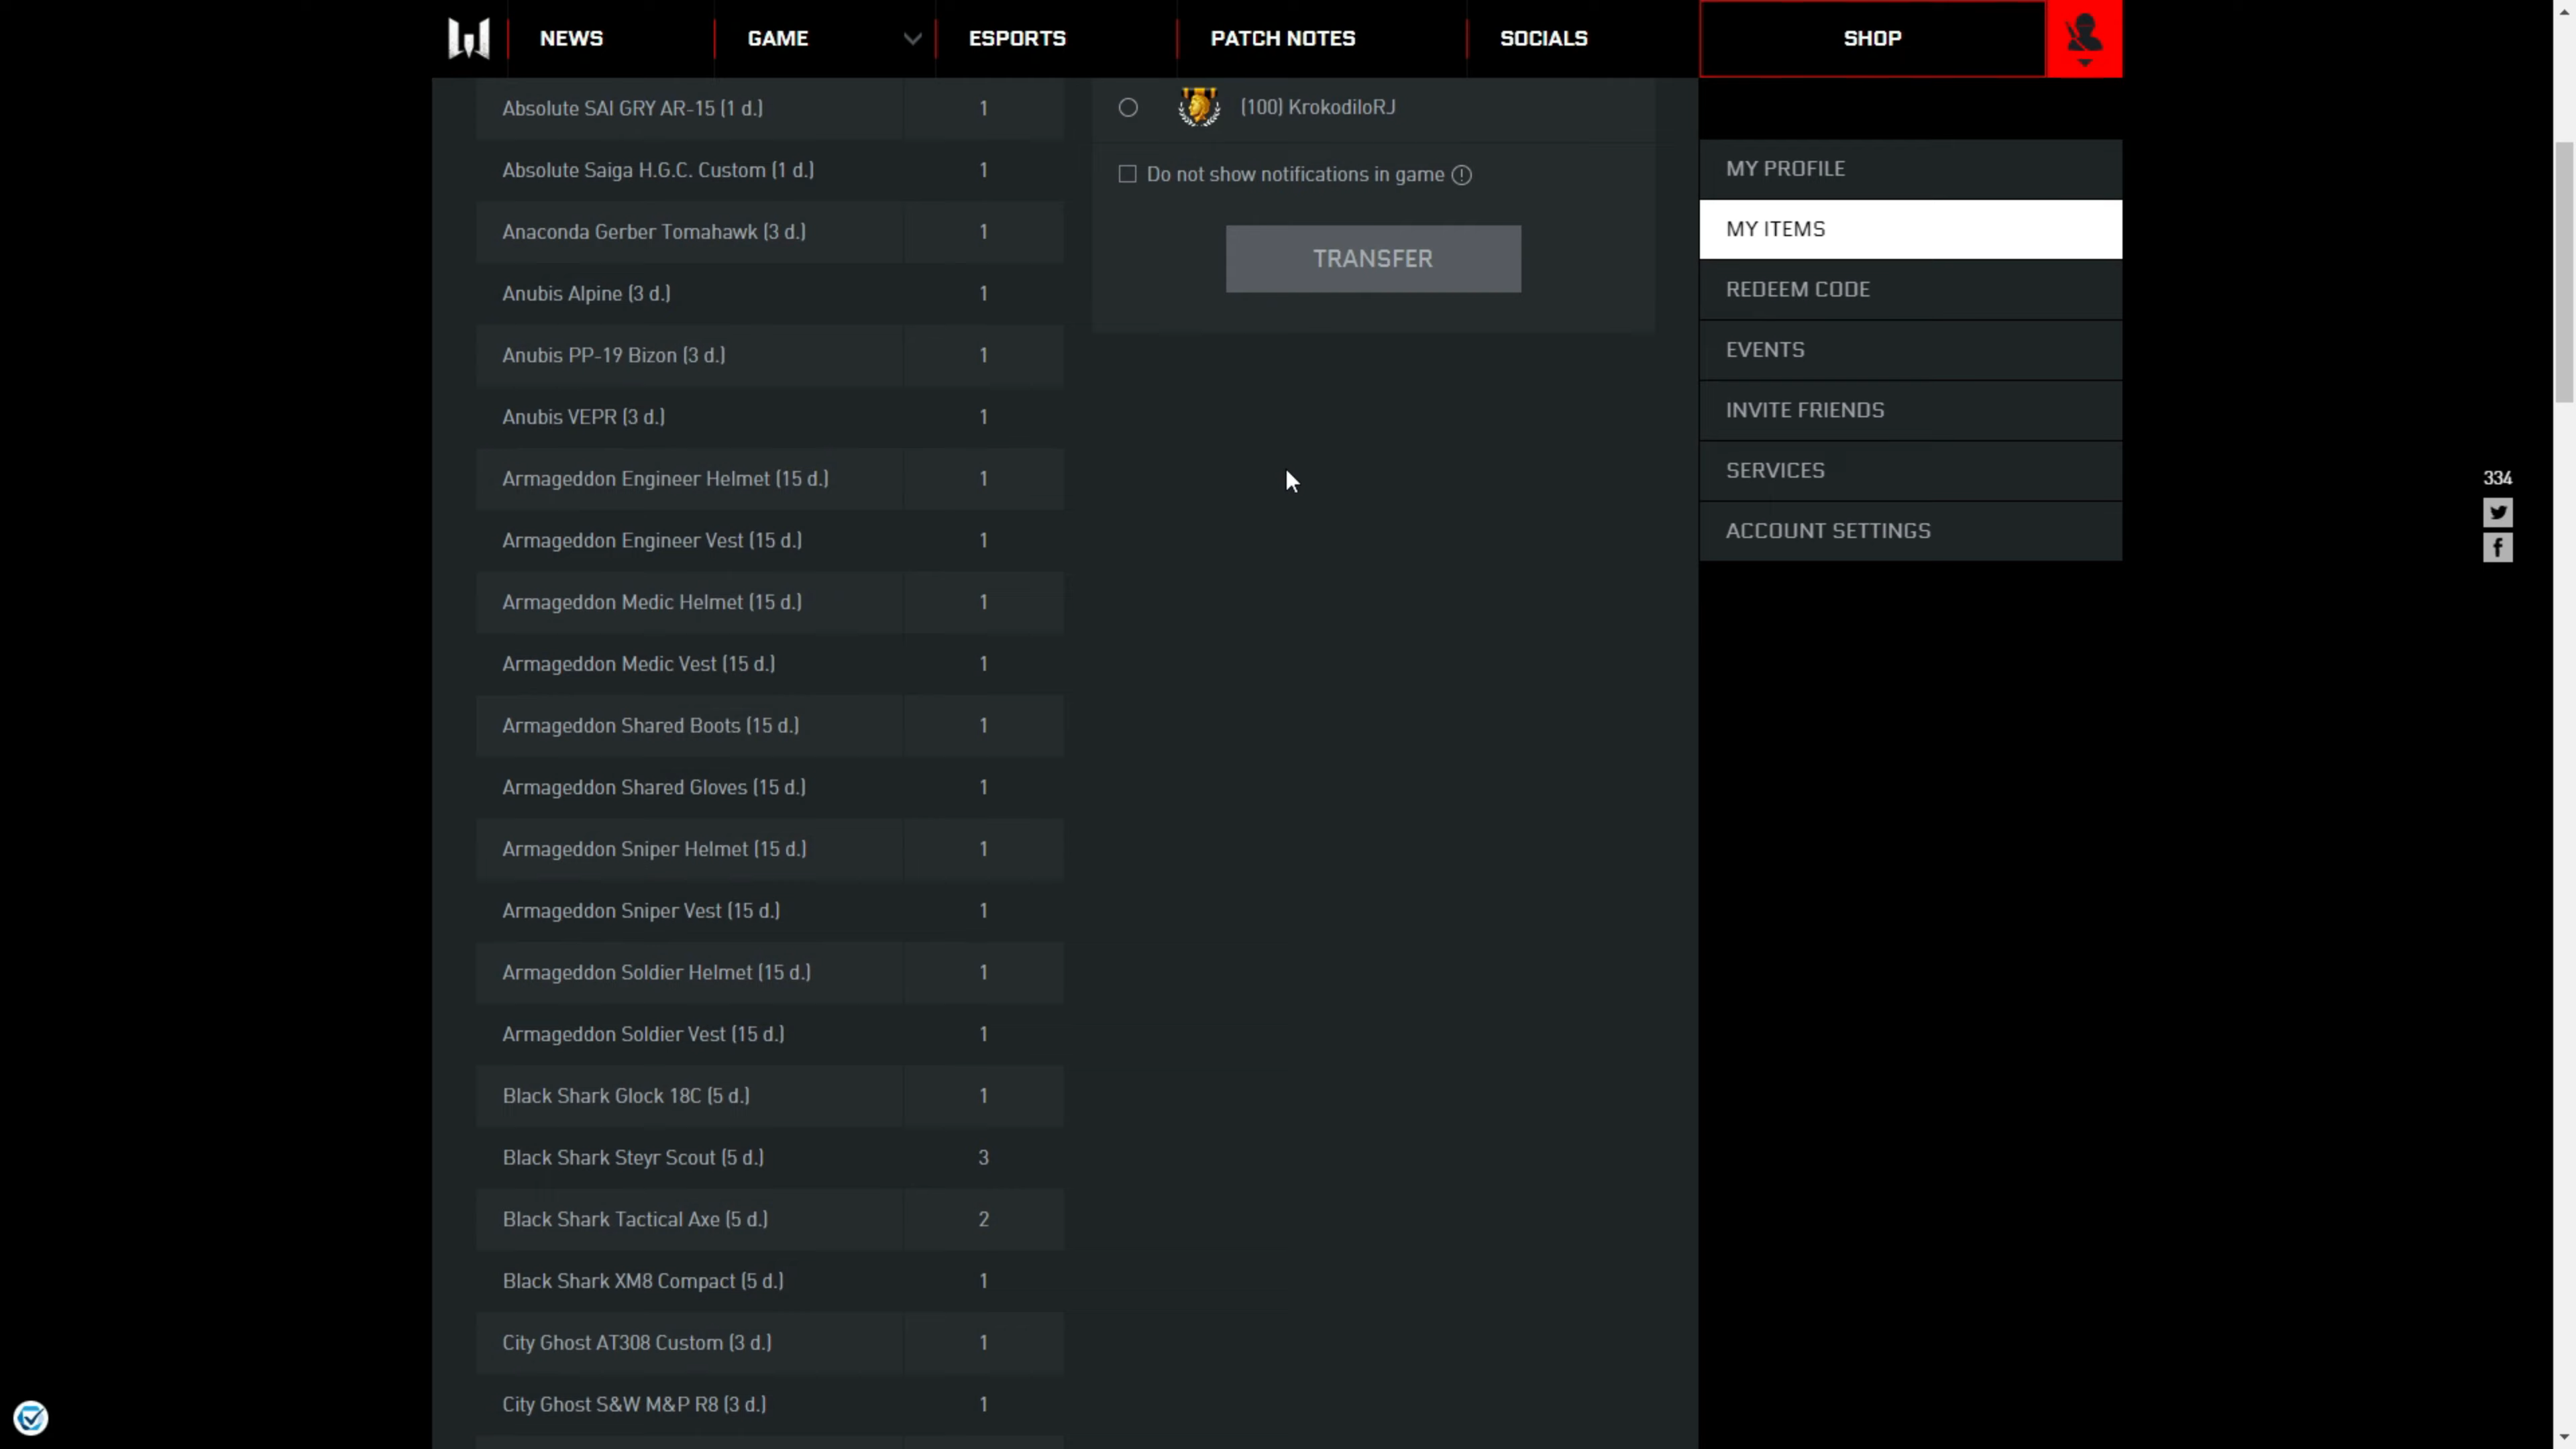 NEWS
GAME
ESPORTS
PATCH NOTES
SOCIALS
SHOP
Absolute SAI GRY AR-15 (1 d.) 1
Absolute Saiga H.G.C. Custom (1 d.) 1
Anaconda Gerber Tomahawk (3 d.) 1
Anubis Alpine (3 d.) 1
Anubis PP-19 Bizon (3 d.) 1
Anubis VEPR (3 d.) 1
Armageddon Engineer Helmet (15 d.) 1
Armageddon Engineer Vest (15 d.) 1
Armageddon Medic Helmet (15 d.) 1
Armageddon Medic Vest (15 d.) 1
Armageddon Shared Boots (15 d.) 1
Armageddon Shared Gloves (15 d.) 1
Armageddon Sniper Helmet (15 d.) 1
Armageddon Sniper Vest (15 d.) 1
Armageddon Soldier Helmet (15 d.) 1
Armageddon Soldier Vest (15 d.) 1
Black Shark Glock 18C (5 d.) 1
Black Shark Steyr Scout (5 d.) 3
Black Shark Tactical Axe (5 d.) 2
Black Shark XM8 Compact (5 d.) 1
City Ghost AT308 Custom (3 d.) 1
City Ghost S&W M&P R8 (3 d.) 1
(100) KrokodiloRJ
Do not show notifications in game
TRANSFER
MY PROFILE
MY ITEMS
REDEEM CODE
EVENTS
INVITE FRIENDS
SERVICES
ACCOUNT SETTINGS
334